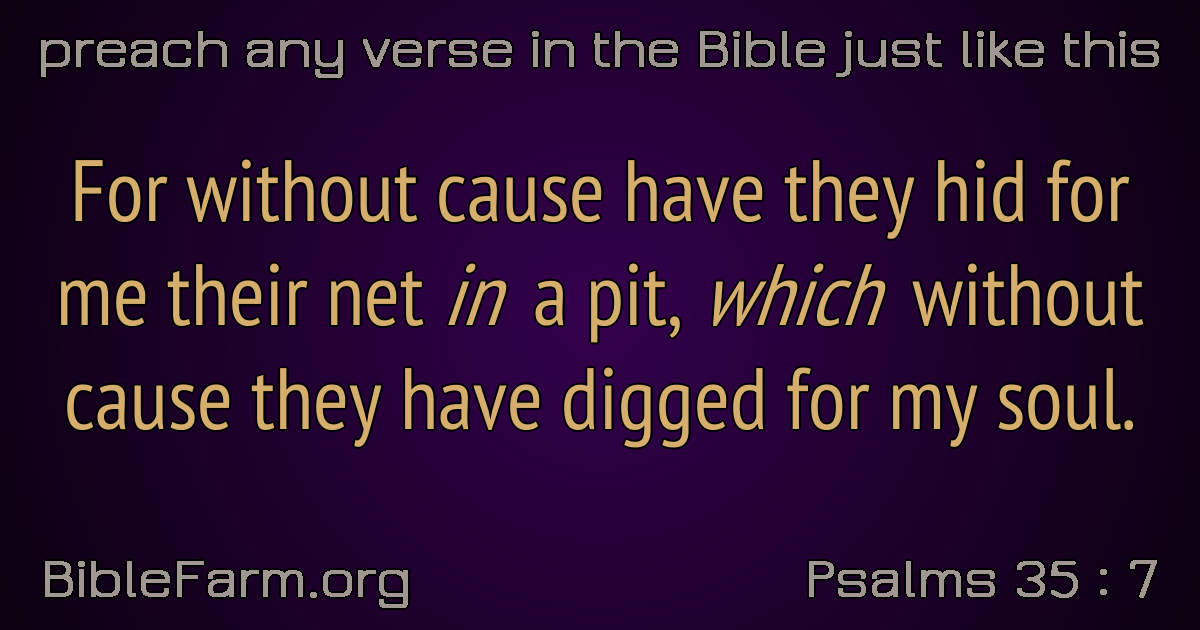 preach any verse in the Bible just like this
For without cause have they hid for
me their net in a pit, which without
cause they have digged for my soul.
BibleFarm.org
Psalms 35 : 7